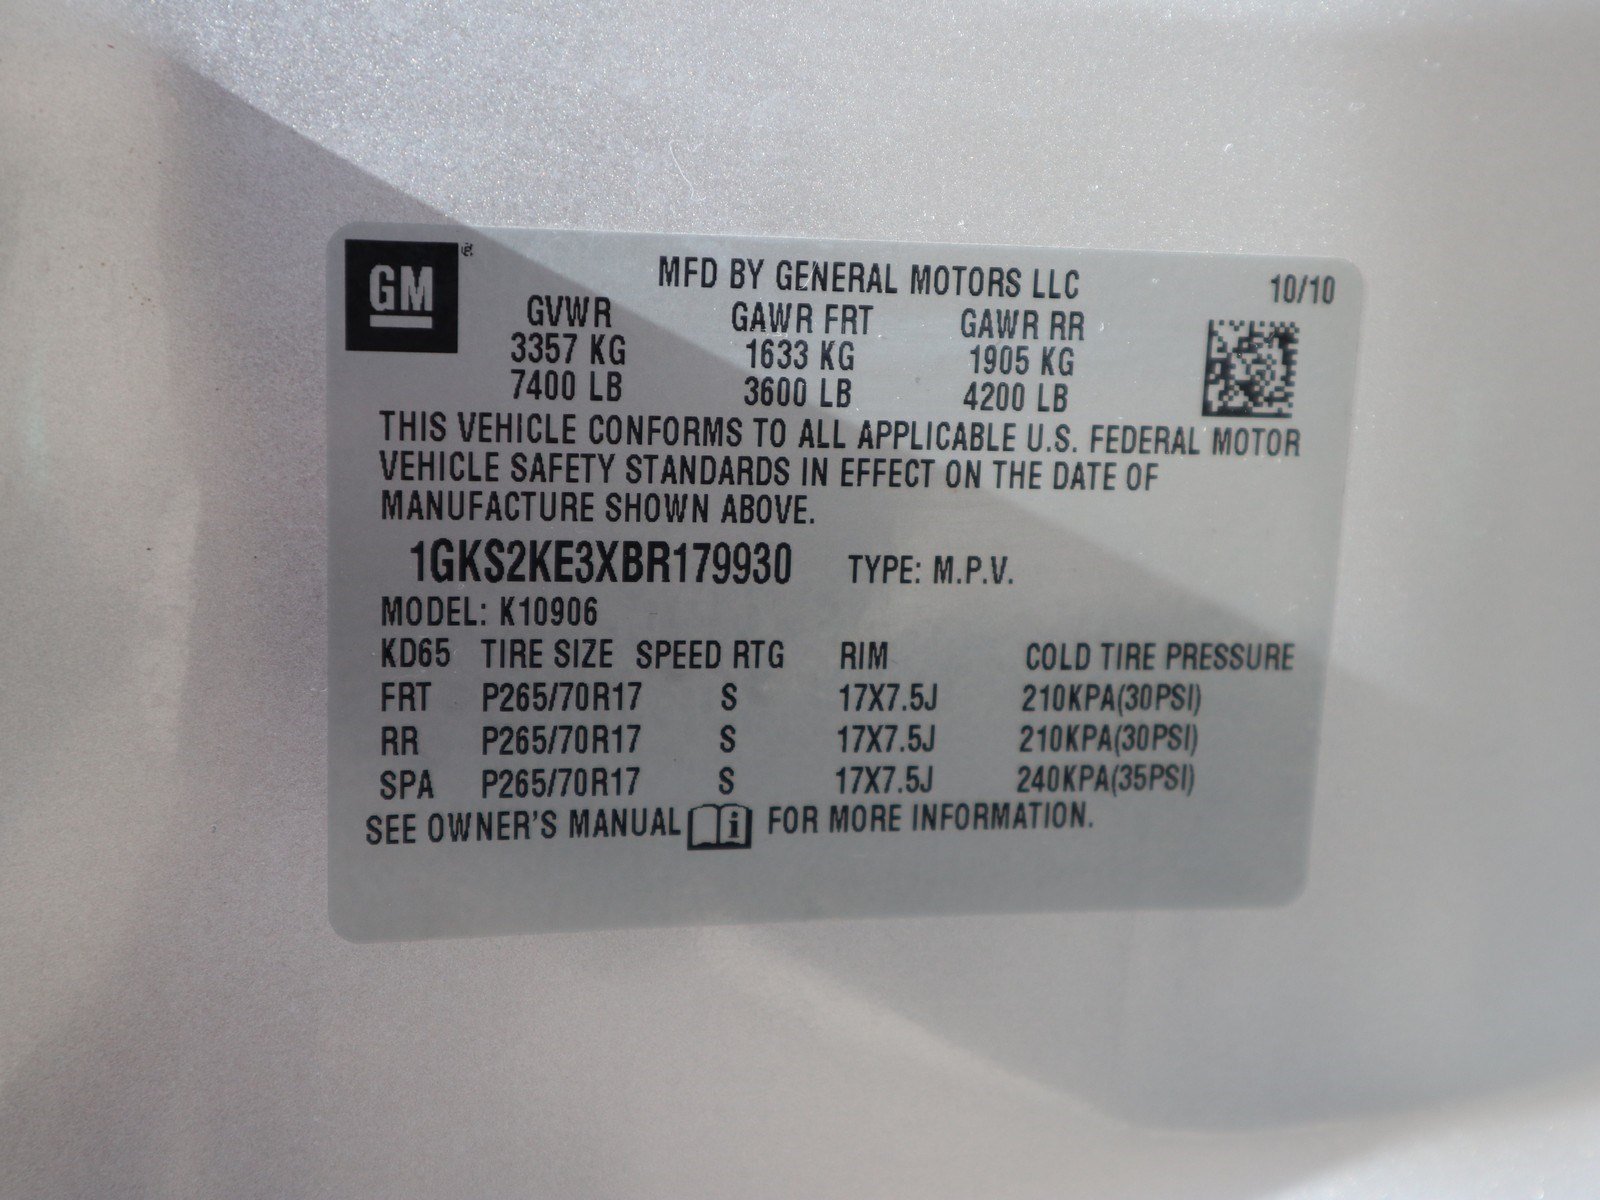 GM
MFD BY GENERAL MOTORS LLC 10/10
GVWR GAWR FRT GAWR RR
3357 KG 1633 KG 1905 KG
7400 LB 3600 LB 4200 LB
THIS VEHICLE CONFORMS TO ALL APPLICABLE U.S. FEDERAL MOTOR
VEHICLE SAFETY STANDARDS IN EFFECT ON THE DATE OF
MANUFACTURE SHOWN ABOVE.
1GKS2KE3XBR179930 TYPE: M.P.V.
MODEL: K10906
KD65 TIRE SIZE SPEED RTG RIM COLD TIRE PRESSURE
FRT P265/70R17 S 17X7.5J 210KPA(30PSI)
RR P265/70R17 S 17X7.5J 210KPA(30PSI)
SPA P265/70R17 S 17X7.5J 240KPA(35PSI)
SEE OWNER'S MANUAL i FOR MORE INFORMATION.